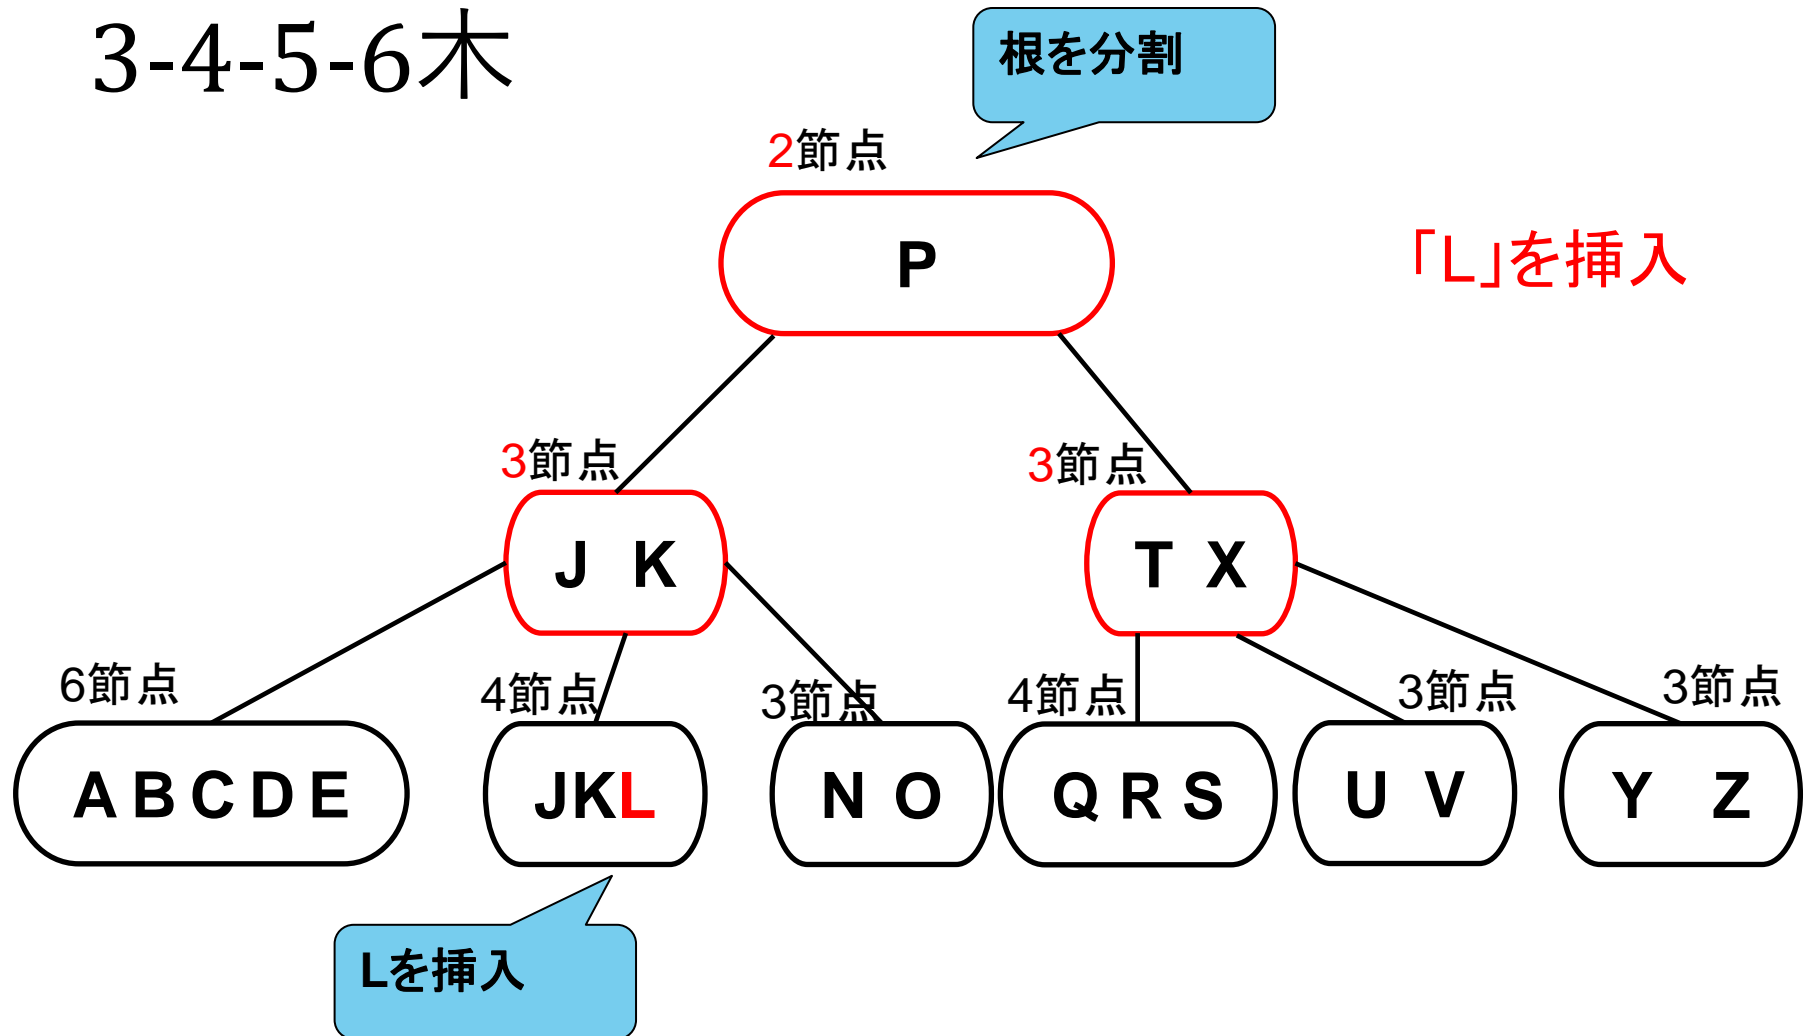 3-4-5-6木
根を分割
2節点
P
「L」を挿入
3節点
3節点
J K
T X
6節点
4節点
3節点
4節点
3節点
3節点
A B C D E
JKL
N O
Q R S
U V
Y Z
Lを挿入